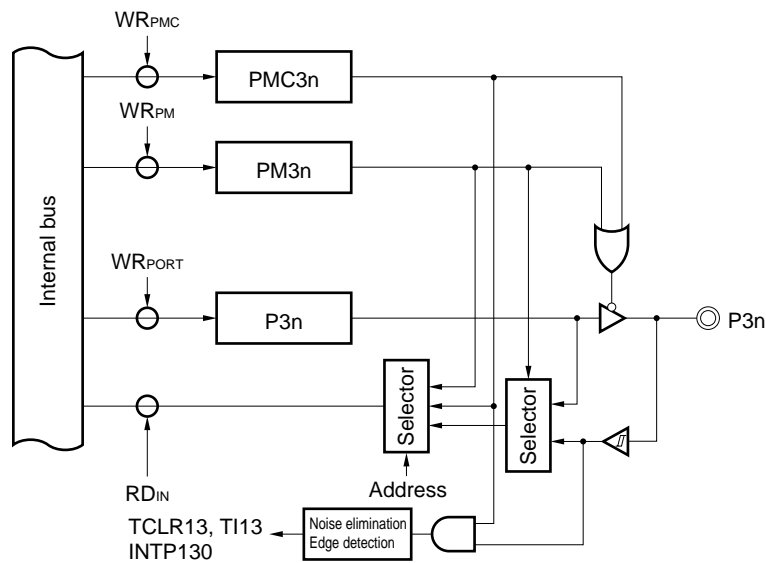 WRPMC
PMC3n
WRPM
PM3n
Internal bus
WRPORT
P3n
P3n
Selector
Selector
RDIN
Address
TCLR13, TI13
INTP130
Noise elimination
Edge detection